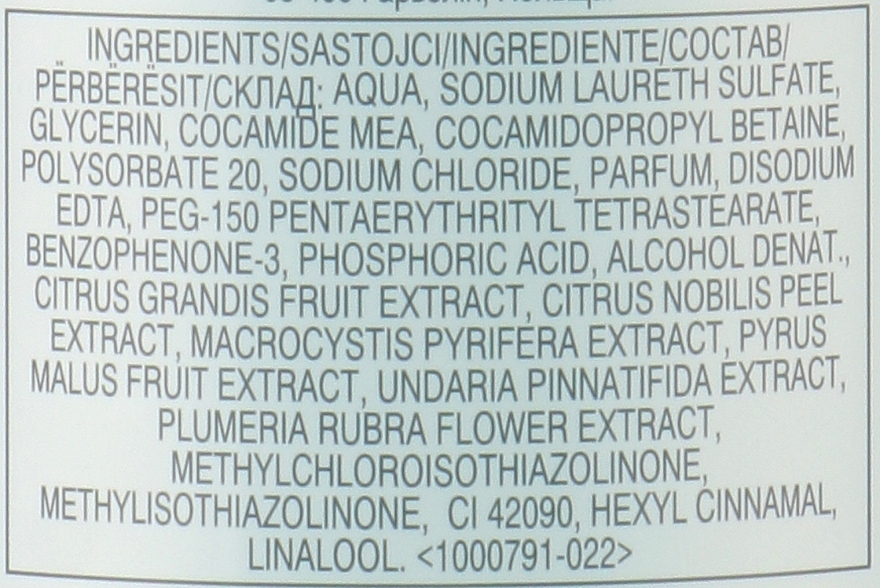 INGREDIENTS/SASTOJCI/INGREDIENTE/СОСТАВ/
PËRBËRËSIT/СКЛАД: AQUA, SODIUM LAURETH SULFATE,
GLYCERIN, COCAMIDE MEA, COCAMIDOPROPYL BETAINE,
POLYSORBATE 20, SODIUM CHLORIDE, PARFUM, DISODIUM
EDTA, PEG-150 PENTAERYTHRITYL TETRASTEARATE,
BENZOPHENONE-3, PHOSPHORIC ACID, ALCOHOL DENAT.,
CITRUS GRANDIS FRUIT EXTRACT, CITRUS NOBILIS PEEL
EXTRACT, MACROCYSTIS PYRIFERA EXTRACT, PYRUS
MALUS FRUIT EXTRACT, UNDARIA PINNATIFIDA EXTRACT,
PLUMERIA RUBRA FLOWER EXTRACT,
METHYLCHLOROISOTHIAZOLINONE,
METHYLISOTHIAZOLINONE, CI 42090, HEXYL CINNAMAL,
LINALOOL. <1000791-022>